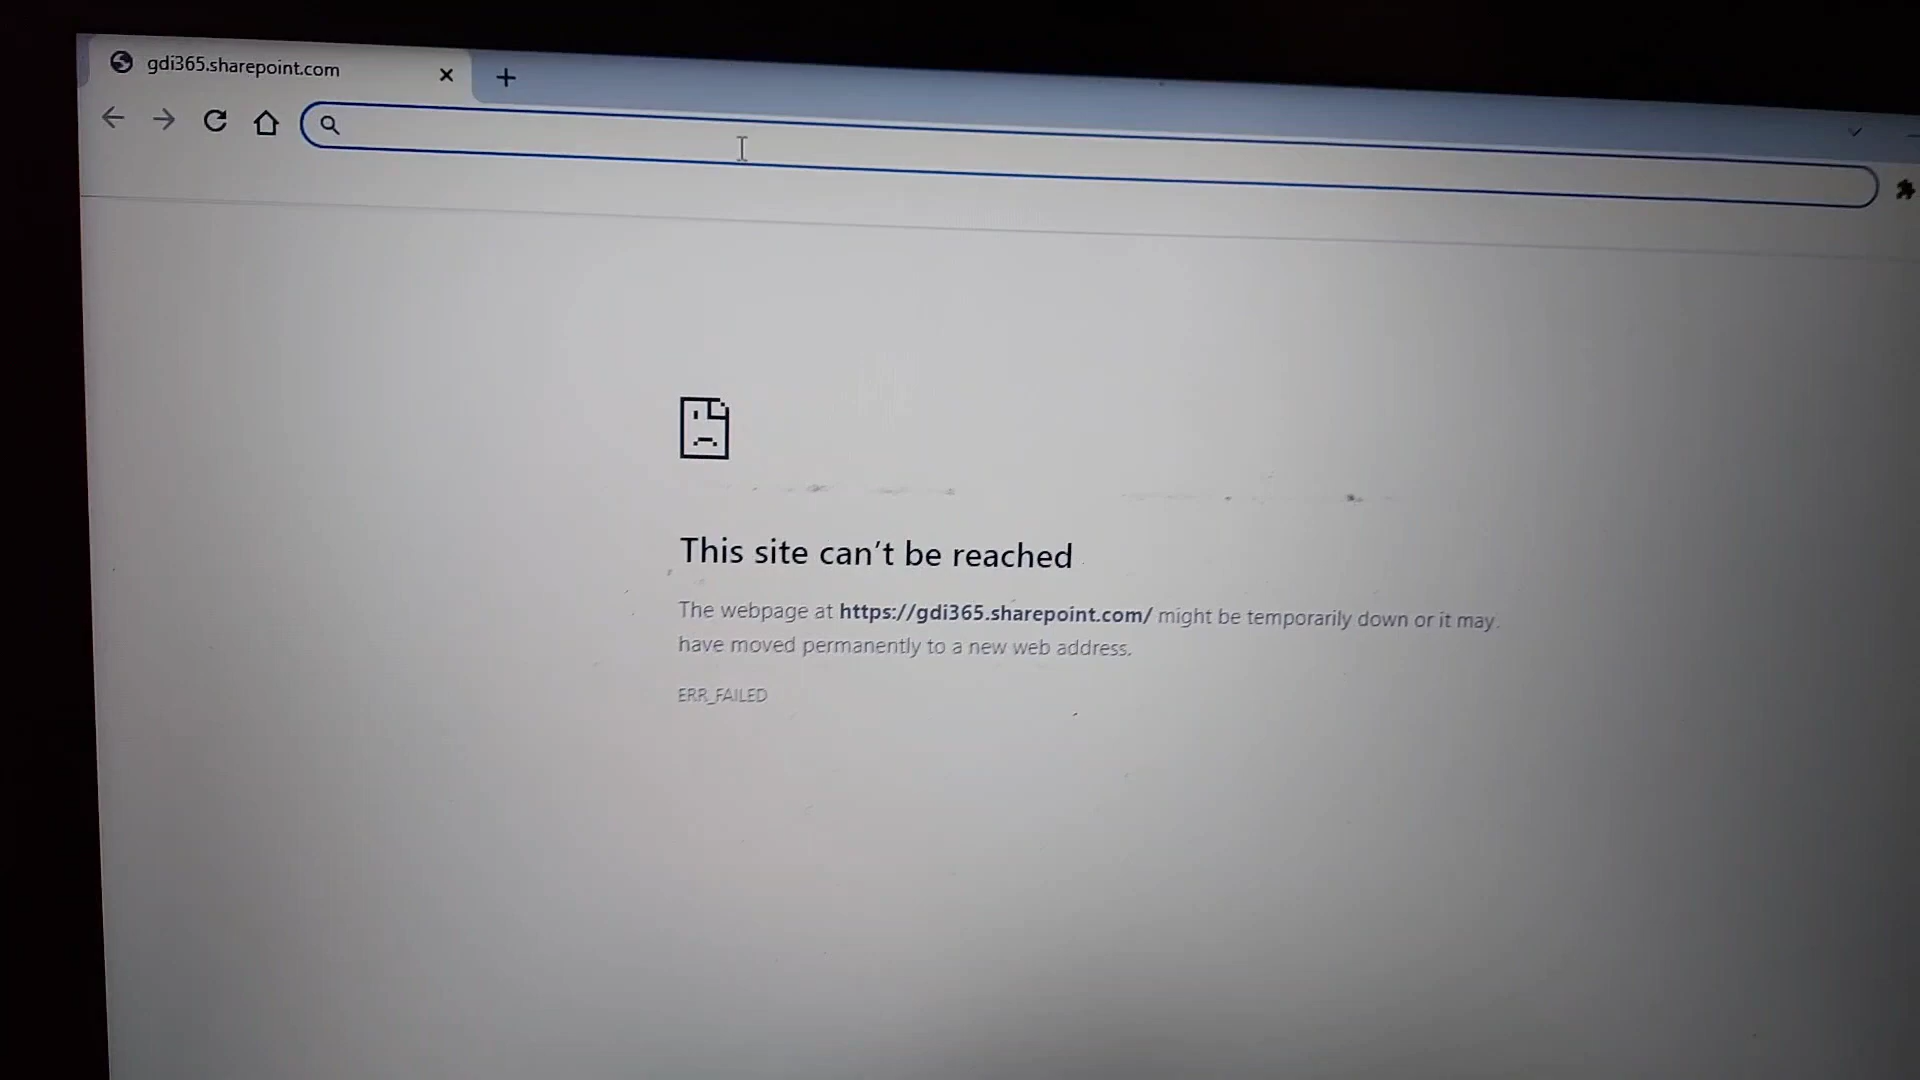 gdi365.sharepoint.com
This site can't be reached
The webpage at https://gdi365.sharepoint.com/ might be temporarily down or it may
have moved permanently to a new web address.
ERR_FAILED